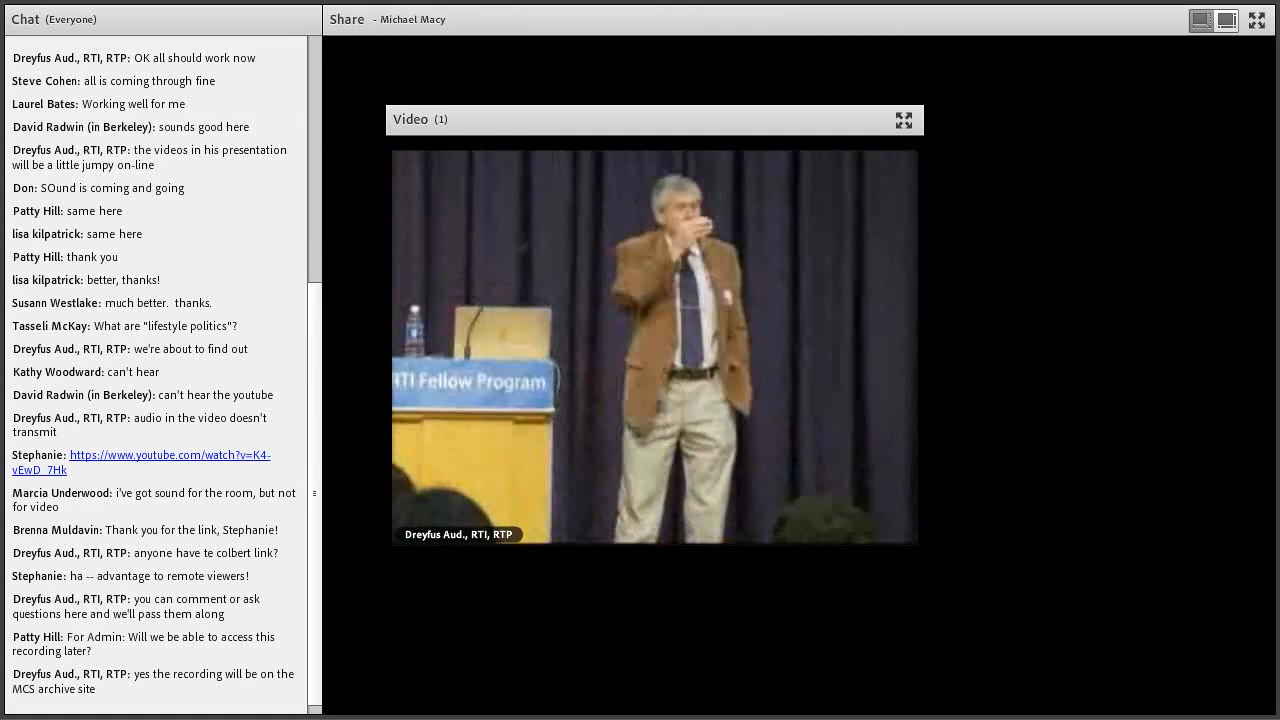 Chat (Everyone)
Dreyfus Aud., RTI, RTP: OK all should work now
Steve Cohen: all is coming through fine
Laurel Bates: Working well for me
David Radwin (in Berkeley): sounds good here
Dreyfus Aud., RTI, RTP: the videos in his presentation
will be a little jumpy on-line
Don: SOund is coming and going
Patty Hill: same here
lisa kilpatrick: same here
Patty Hill: thank you
lisa kilpatrick: better, thanks!
Susann Westlake: much better.  thanks.
Tasseli McKay: What are "lifestyle politics"?
Dreyfus Aud., RTI, RTP: we're about to find out
Kathy Woodward: can't hear
David Radwin (in Berkeley): can't hear the youtube
Dreyfus Aud., RTI, RTP: audio in the video doesn't
transmit
Stephanie: https://www.youtube.com/watch?v=K4-
vEwD_7Hk
Marcia Underwood: i've got sound for the room, but not
for video
Brenna Muldavin: Thank you for the link, Stephanie!
Dreyfus Aud., RTI, RTP: anyone have te colbert link?
Stephanie: ha -- advantage to remote viewers!
Dreyfus Aud., RTI, RTP: you can comment or ask
questions here and we'll pass them along
Patty Hill: For Admin: Will we be able to access this
recording later?
Dreyfus Aud., RTI, RTP: yes the recording will be on the
MCS archive site
Share - Michael Macy
Video (1)
RTI Fellow Program
Dreyfus Aud., RTI, RTP